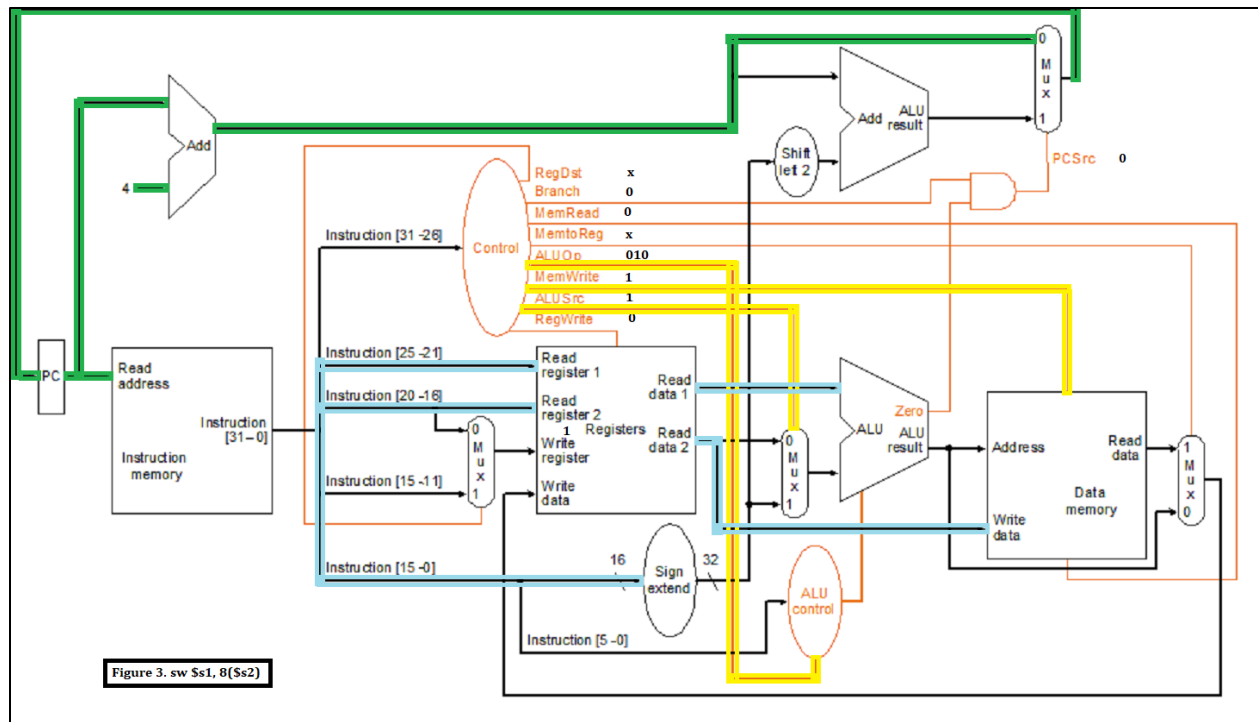 0
M
u
x
1
Add
ALU
result
Add
4
Shift
left 2
PCSrc 0
RegDst x
Branch 0
MemRead 0
MemtoReg x
ALUOp 010
MemWrite 1
ALUSrc 1
RegWrite 0
Control
Instruction [31-26]
Instruction [25-21]
Instruction [20-16]
Instruction [15-11]
Instruction [15-0]
Instruction [5-0]
PC
Read
address
Instruction
[31-0]
Instruction
memory
0
M
u
x
1
Read
register 1
Read
register 2
1
Registers
Write
register
Write
data
Read
data 1
Read
data 2
0
M
u
x
1
Zero
ALU
ALU
result
Address
Read
data
Data
memory
Write
data
1
M
u
x
0
16
Sign
extend
32
ALU
control
Figure 3. sw $s1, 8($s2)